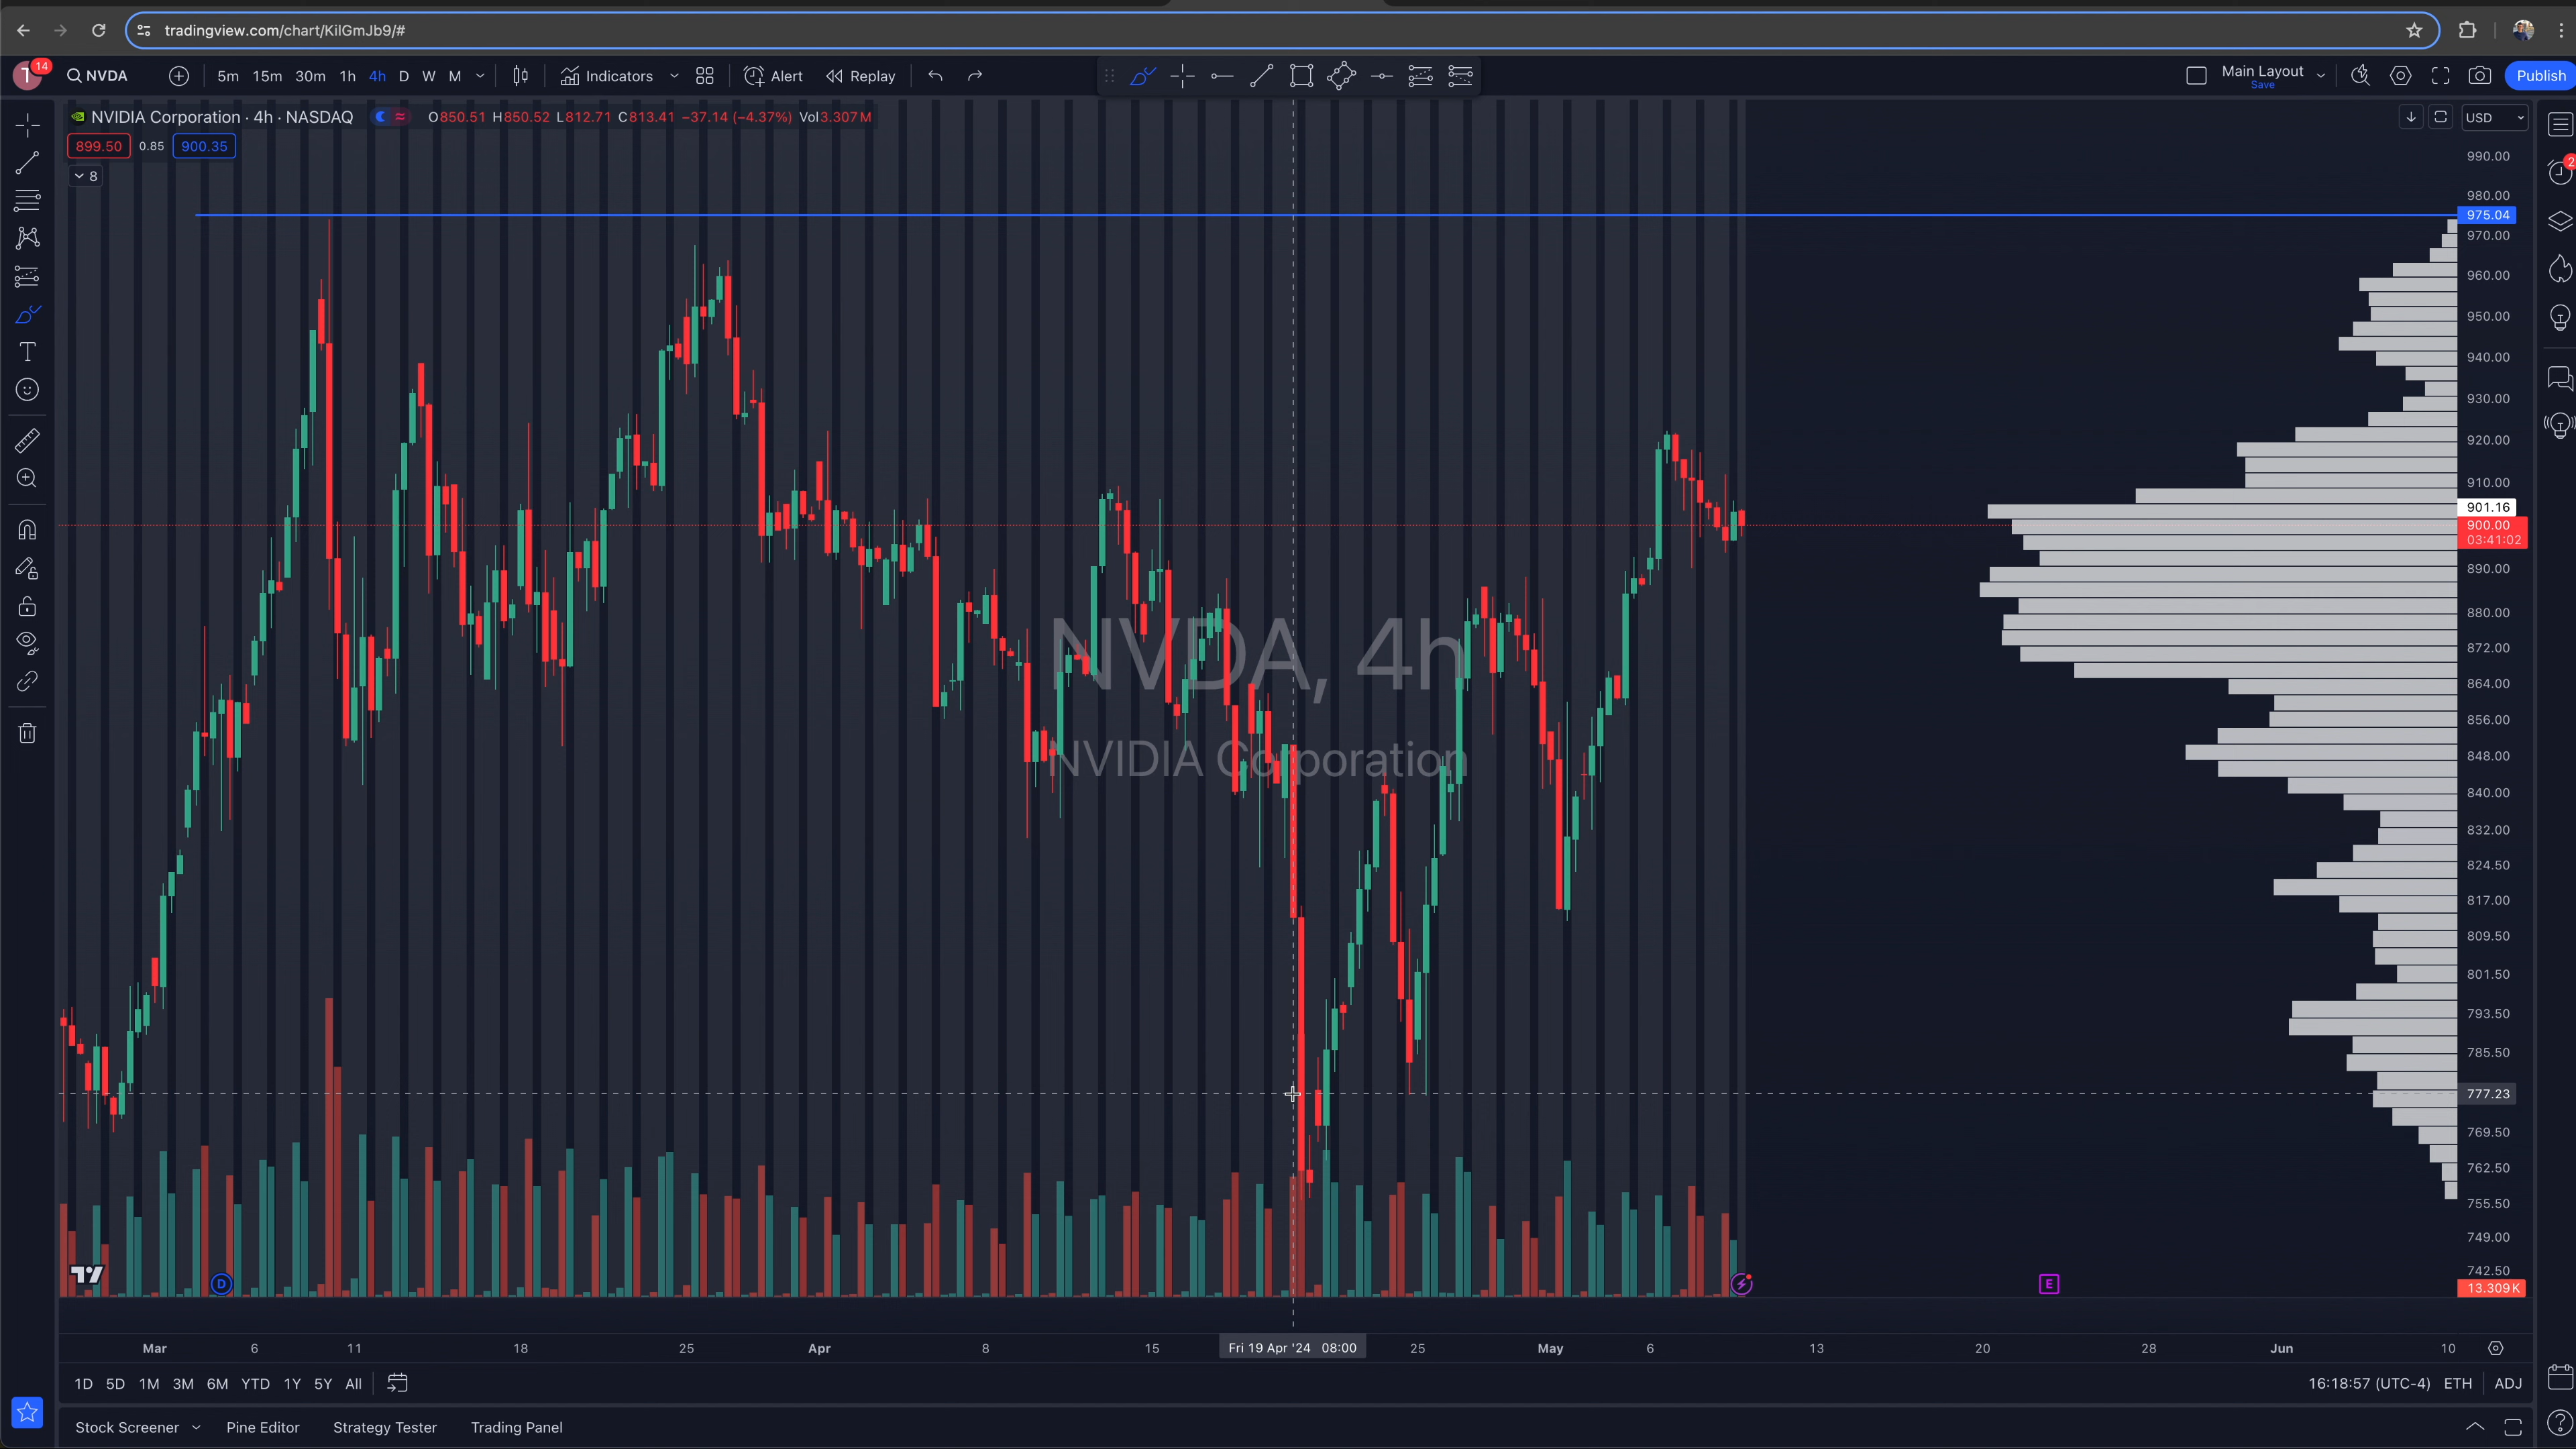 tradingview.com/chart/KilGmJb9/#
14
NVDA 5m 15m 30m 1h 4h D W M Indicators Alert Replay Main Layout Save Publish
NVIDIA Corporation · 4h · NASDAQ O850.51 H850.52 L812.71 C813.41 −37.14 (−4.37%) Vol3.307 M
USD
899.50 0.85 900.35
8
2
T
990.00
980.00
975.04
970.00
960.00
950.00
940.00
930.00
920.00
910.00
901.16
900.00
03:41:02
890.00
880.00
872.00
864.00
856.00
848.00
840.00
832.00
824.50
817.00
809.50
801.50
793.50
785.50
777.23
769.50
762.50
755.50
749.00
742.50
13.309 K
NVDA, 4h
NVIDIA Corporation
D
E
Mar 6 11 18 25 Apr 8 15 Fri 19 Apr '24 08:00 25 May 6 13 20 28 Jun 10
1D 5D 1M 3M 6M YTD 1Y 5Y All 16:18:57 (UTC-4) ETH ADJ
Stock Screener Pine Editor Strategy Tester Trading Panel